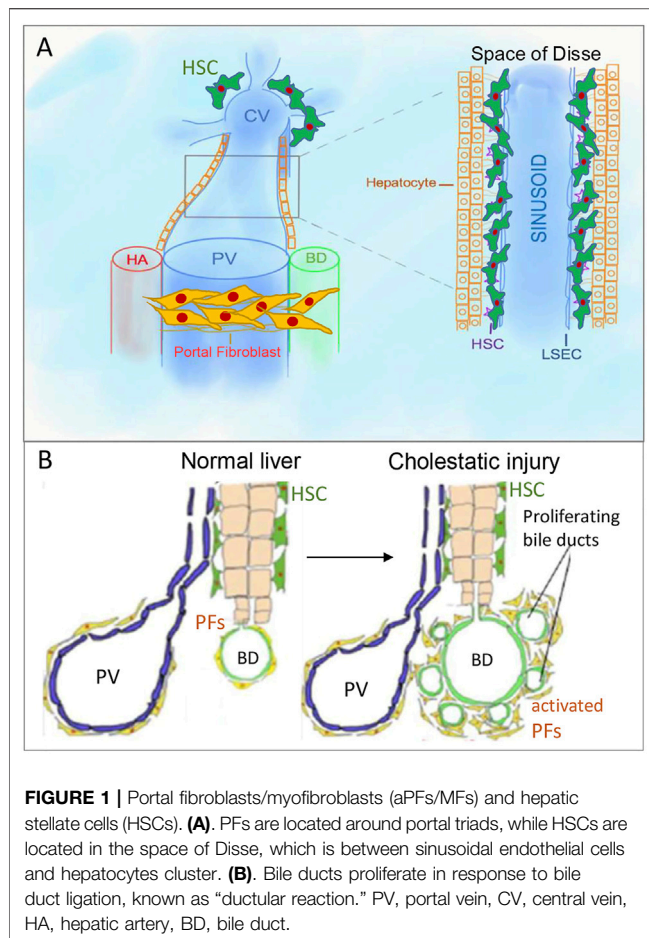 A
HSC
CV
Space of Disse
Hepatocyte
SINUSOID
HA
PV
BD
Portal Fibroblast
HSC
LSEC
B
Normal liver
Cholestatic injury
HSC
HSC
Proliferating
bile ducts
PFs
BD
PV
BD
PV
activated
PFs
FIGURE 1 | Portal fibroblasts/myofibroblasts (aPFs/MFs) and hepatic
stellate cells (HSCs). (A). PFs are located around portal triads, while HSCs are
located in the space of Disse, which is between sinusoidal endothelial cells
and hepatocytes cluster. (B). Bile ducts proliferate in response to bile
duct ligation, known as “ductular reaction.” PV, portal vein, CV, central vein,
HA, hepatic artery, BD, bile duct.